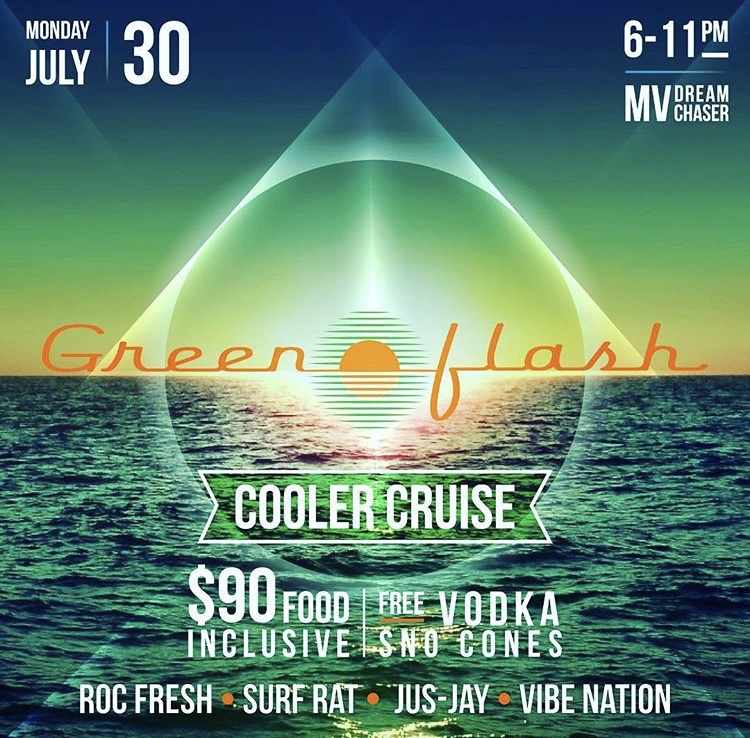 MONDAY
JULY
30
6-11PM
MV DREAM
CHASER
Green flash
COOLER CRUISE
$90 FOOD
INCLUSIVE
FREE VODKA
SNO CONES
ROC FRESH • SURF RAT • JUS-JAY • VIBE NATION